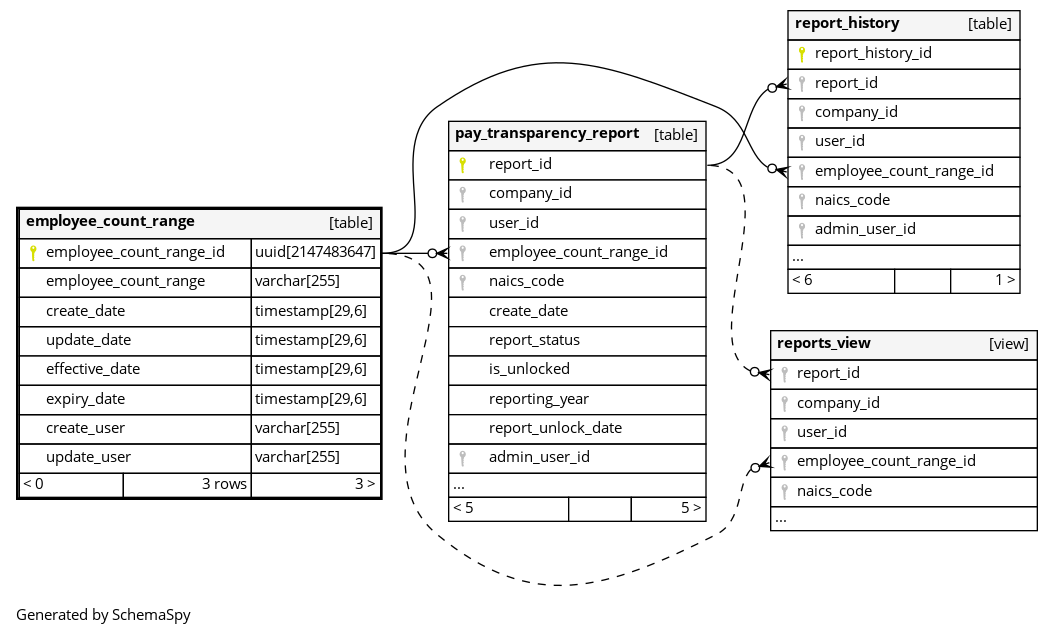 report_history [table]
report_history_id
report_id
company_id
user_id
employee_count_range_id
naics_code
admin_user_id
...
< 6 1 >
pay_transparency_report [table]
report_id
company_id
user_id
employee_count_range_id
naics_code
create_date
report_status
is_unlocked
reporting_year
report_unlock_date
admin_user_id
...
< 5 5 >
employee_count_range [table]
employee_count_range_id uuid[2147483647]
employee_count_range varchar[255]
create_date timestamp[29,6]
update_date timestamp[29,6]
effective_date timestamp[29,6]
expiry_date timestamp[29,6]
create_user varchar[255]
update_user varchar[255]
< 0 3 rows 3 >
reports_view [view]
report_id
company_id
user_id
employee_count_range_id
naics_code
...
Generated by SchemaSpy